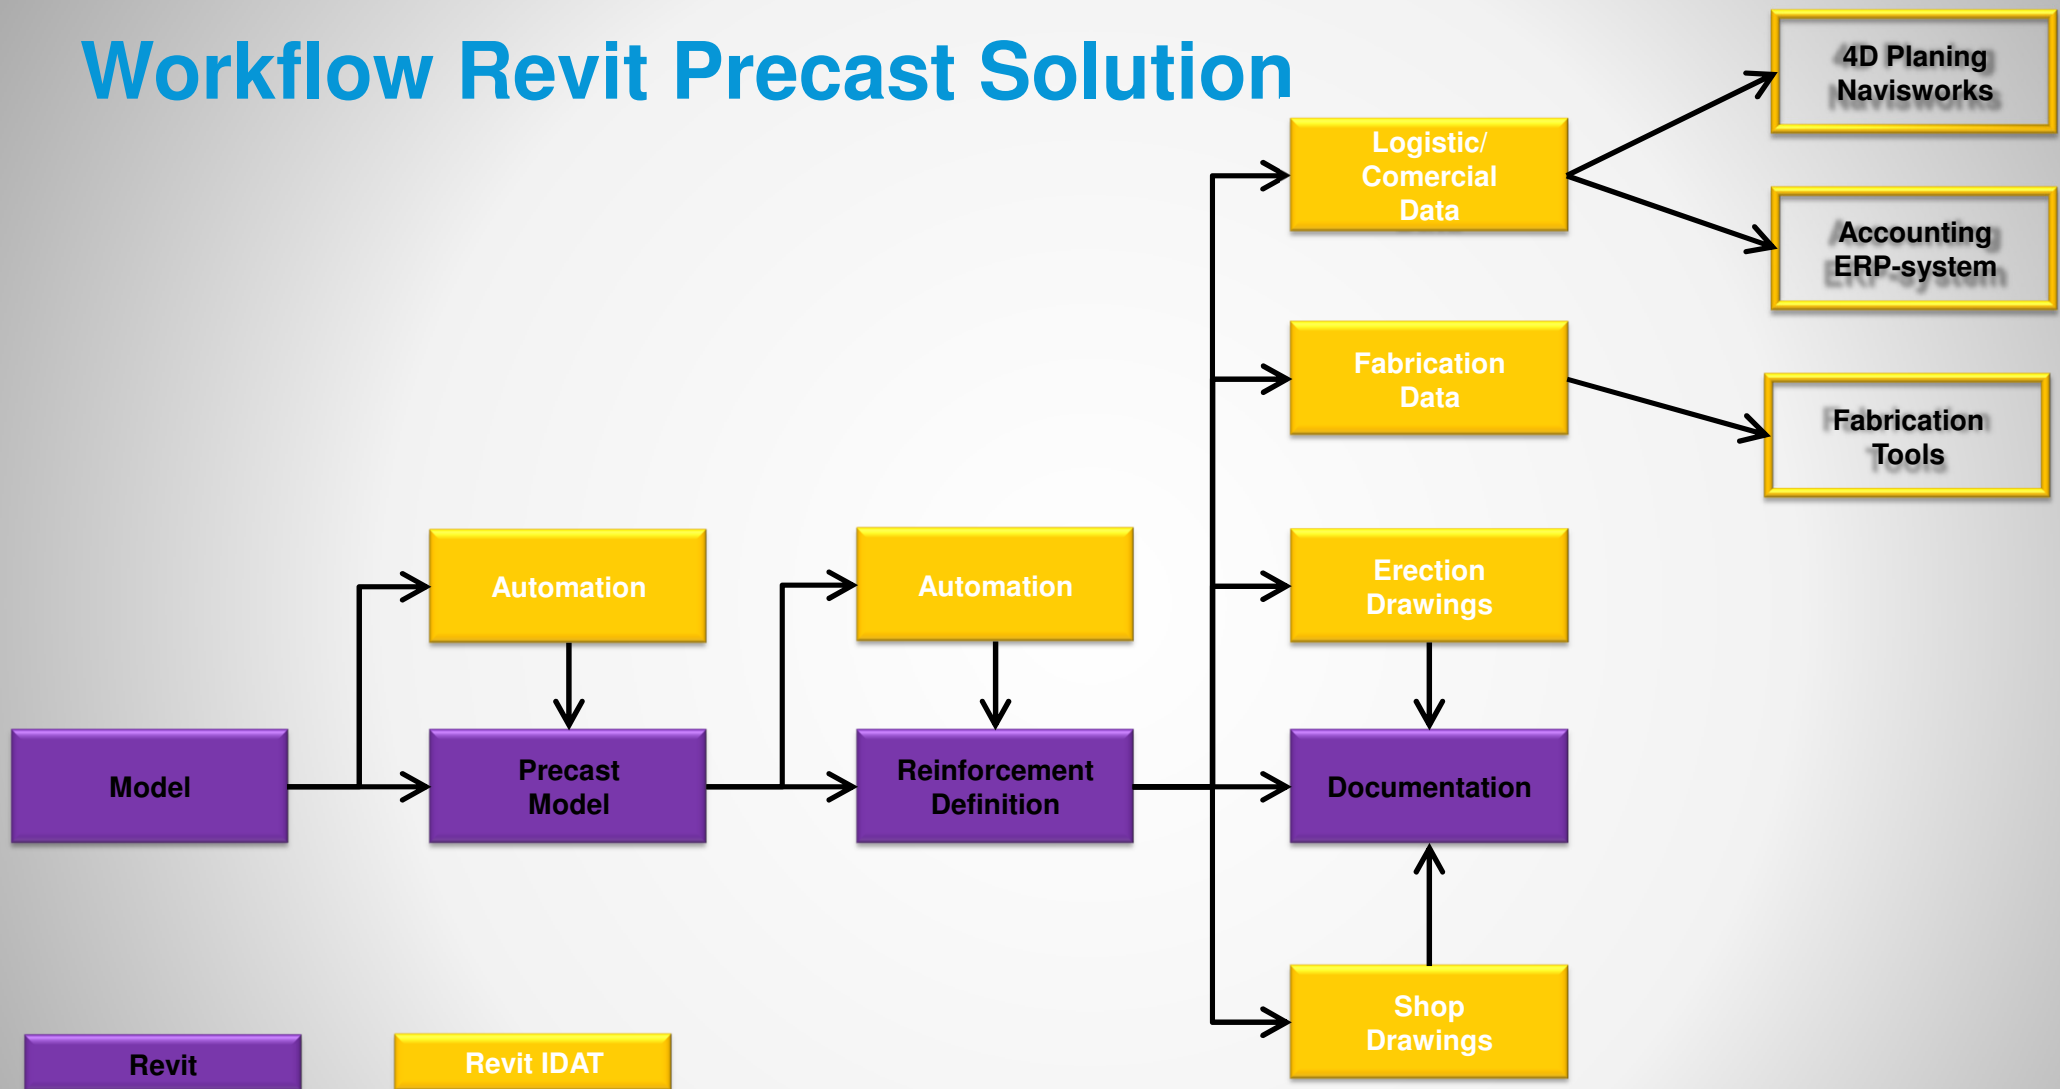 Workflow Revit Precast Solution
4D Planing
Navisworks
Logistic/
Comercial
Data
Accounting
ERP-system
Fabrication
Data
Fabrication
Tools
Automation
Automation
Erection
Drawings
Model
Precast
Model
Reinforcement
Definition
Documentation
Shop
Drawings
Revit
Revit IDAT